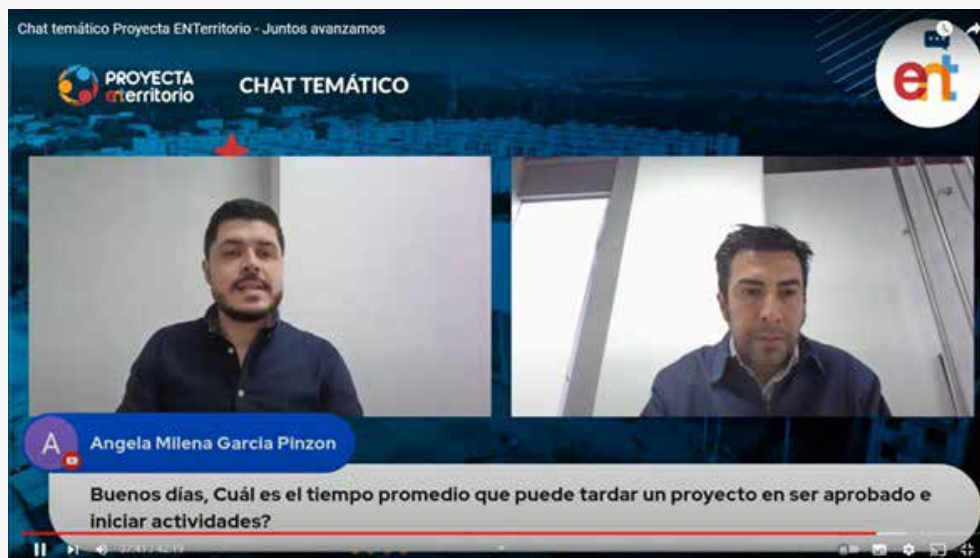 Chat temático Proyecta ENTerritorio - Juntos avanzamos
PROYECTA
enterritorio
CHAT TEMÁTICO
ent
A
Angela Milena Garcia Pinzon
Buenos días, Cuál es el tiempo promedio que puede tardar un proyecto en ser aprobado e
iniciar actividades?